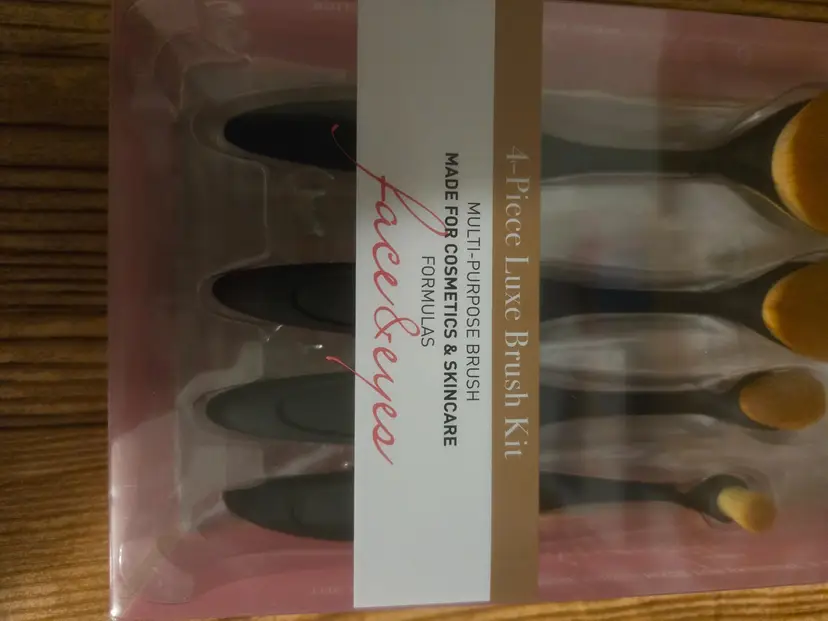 4-Piece Luxe Brush Kit
MULTI-PURPOSE BRUSH
MADE FOR COSMETICS & SKINCARE
FORMULAS
face & eyes